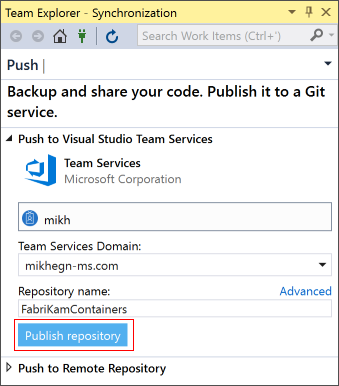 Team Explorer - Synchronization
Search Work Items (Ctrl+')
Push
Backup and share your code. Publish it to a Git
service.
Push to Visual Studio Team Services
Team Services
Microsoft Corporation
mikh
Team Services Domain:
mikhegn-ms.com
Repository name: Advanced
FabriKamContainers
Publish repository
Push to Remote Repository